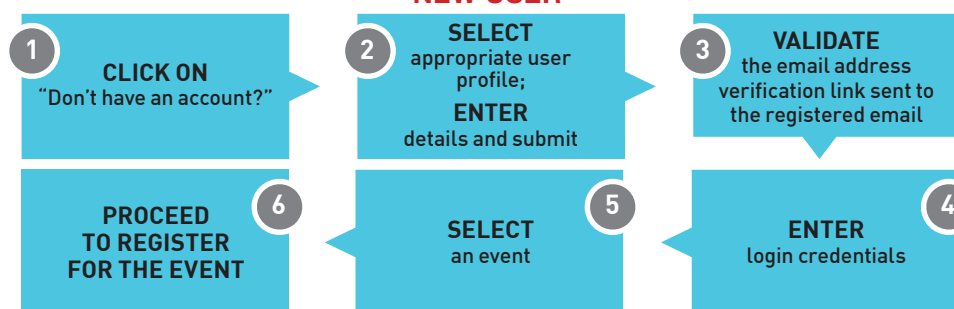 NEW USER
1
CLICK ON
“Don’t have an account?”
2
SELECT
appropriate user
profile;
ENTER
details and submit
3
VALIDATE
the email address
verification link sent to
the registered email
4
ENTER
login credentials
5
SELECT
an event
6
PROCEED
TO REGISTER
FOR THE EVENT